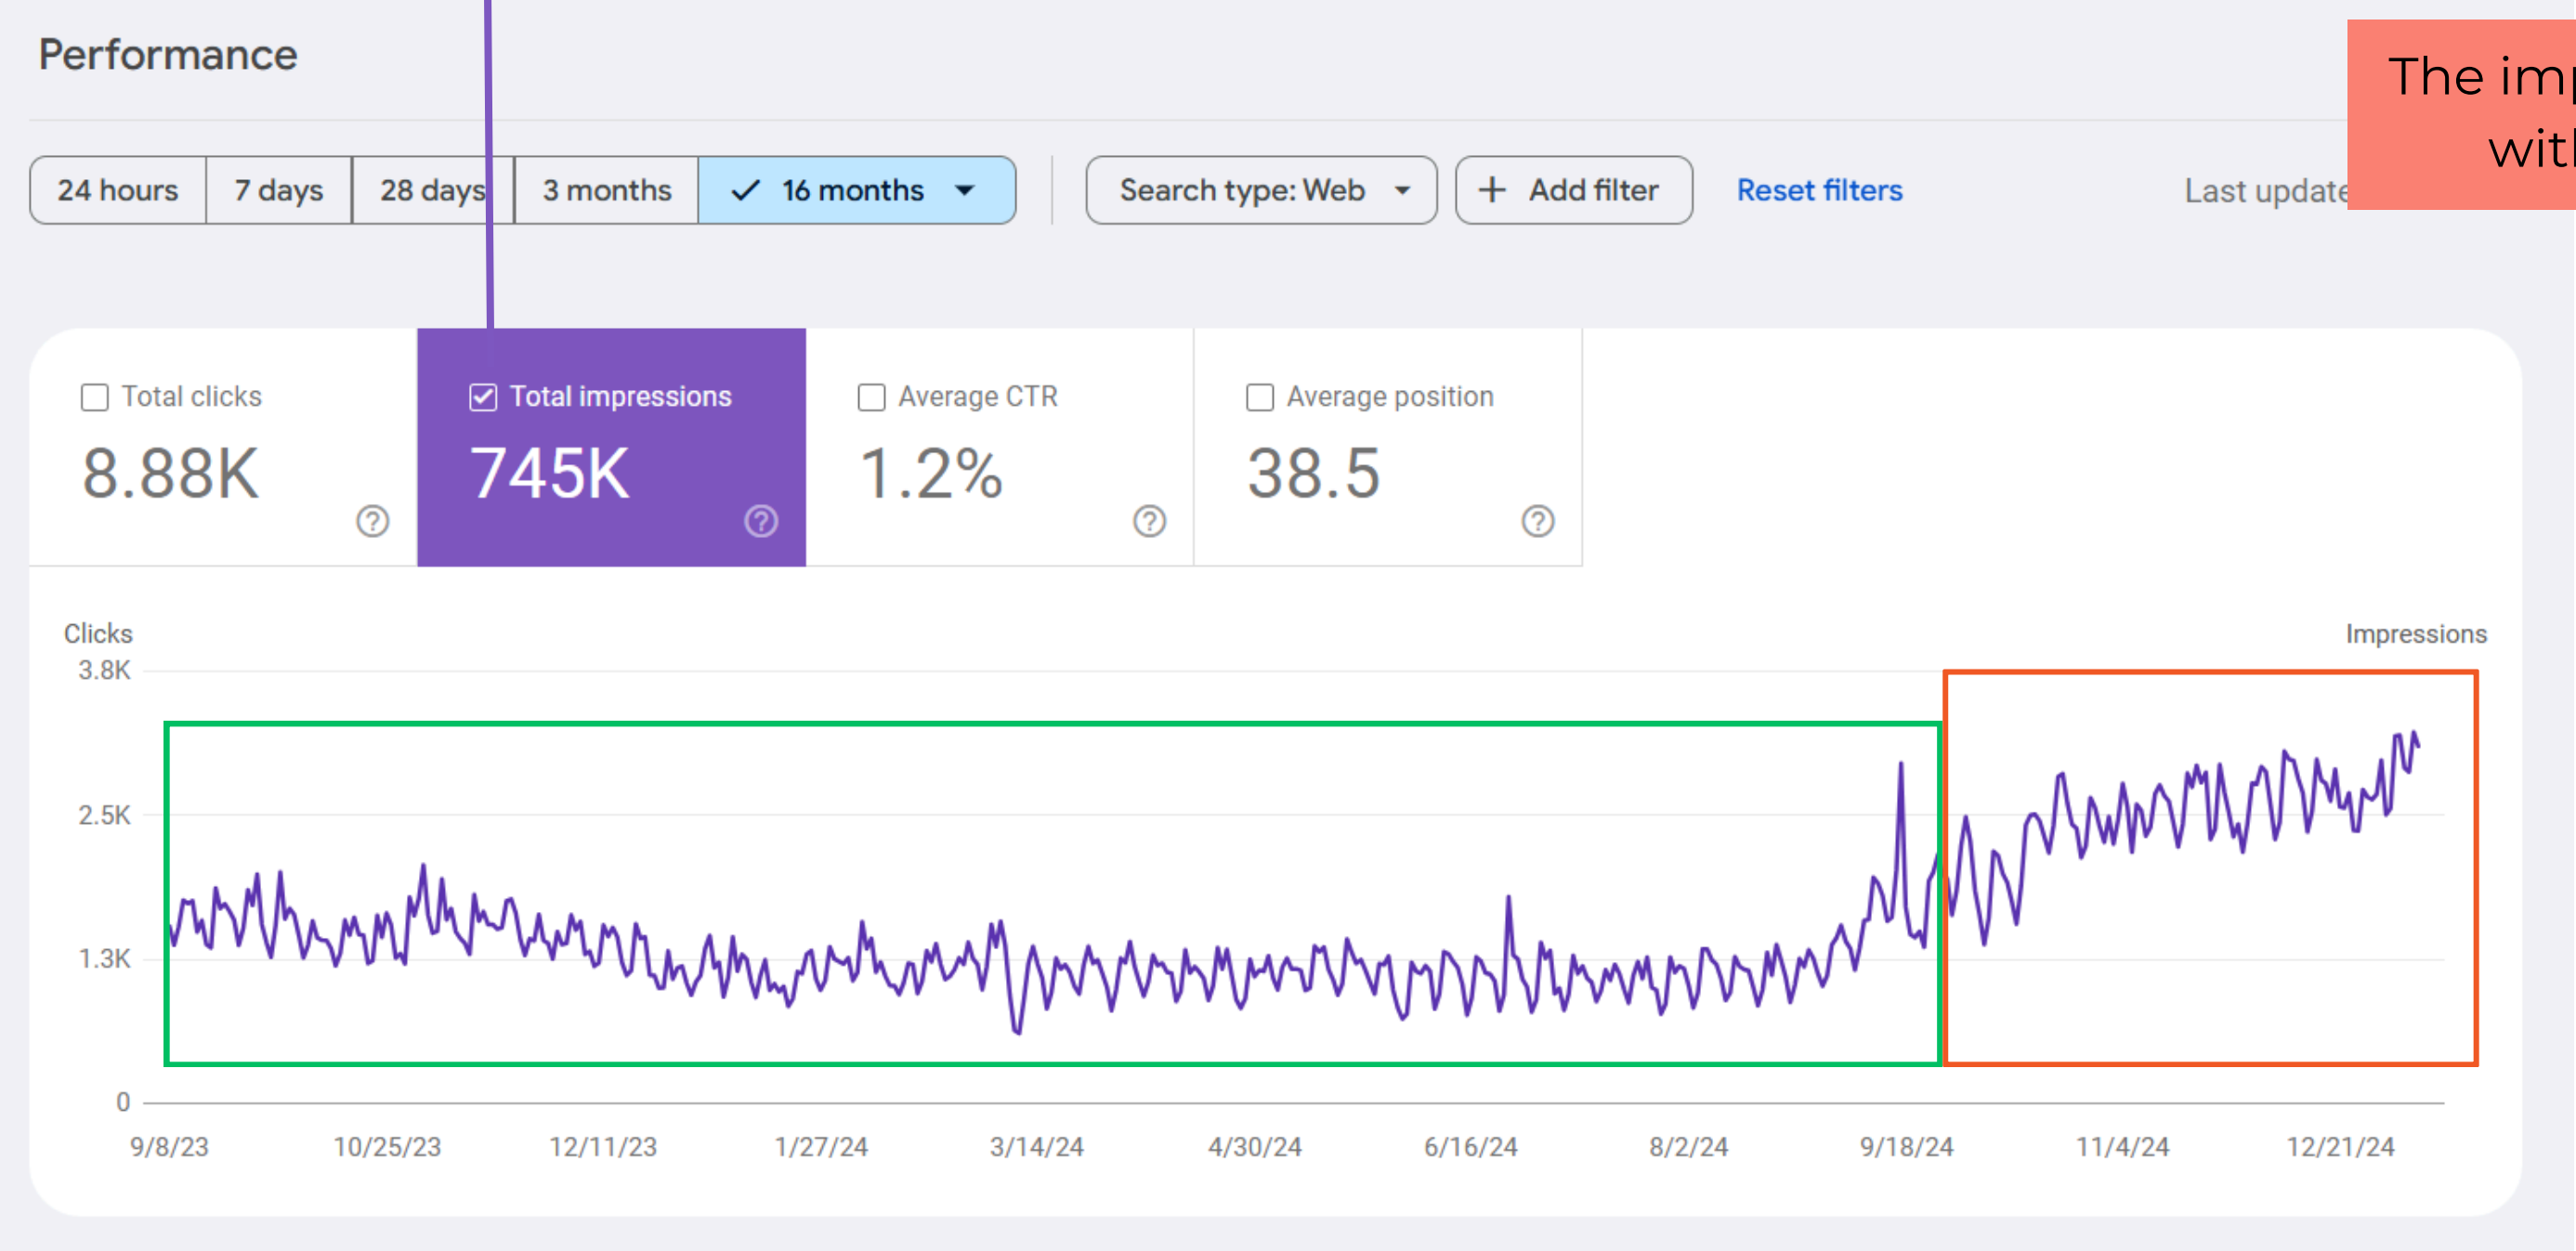 Performance
The
24 hours 7 days 28 days 3 months 16 months Search type: Web + Add filter Reset filters Last
Total clicks Total impressions Average CTR Average position
8.88K 745K 1.2% 38.5
Clicks Impressions
3.8K
2.5K
1.3K
0
9/8/23 10/25/23 12/11/23 1/27/24 3/14/24 4/30/24 6/16/24 8/2/24 9/18/24 11/4/24 12/21/24